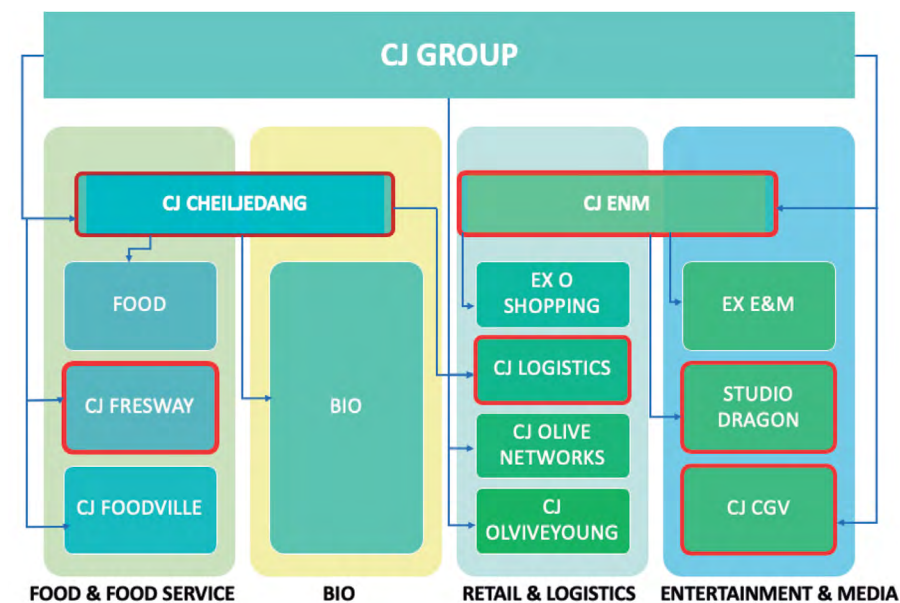 CJ GROUP
CJ CHEILJEDANG
CJ ENM
FOOD
CJ FRESWAY
CJ FOODVILLE
BIO
EX O
SHOPPING
CJ LOGISTICS
CJ OLIVE
NETWORKS
CJ
OLVIVEYOUNG
EX E&M
STUDIO
DRAGON
CJ CGV
FOOD & FOOD SERVICE
BIO
RETAIL & LOGISTICS
ENTERTAINMENT & MEDIA